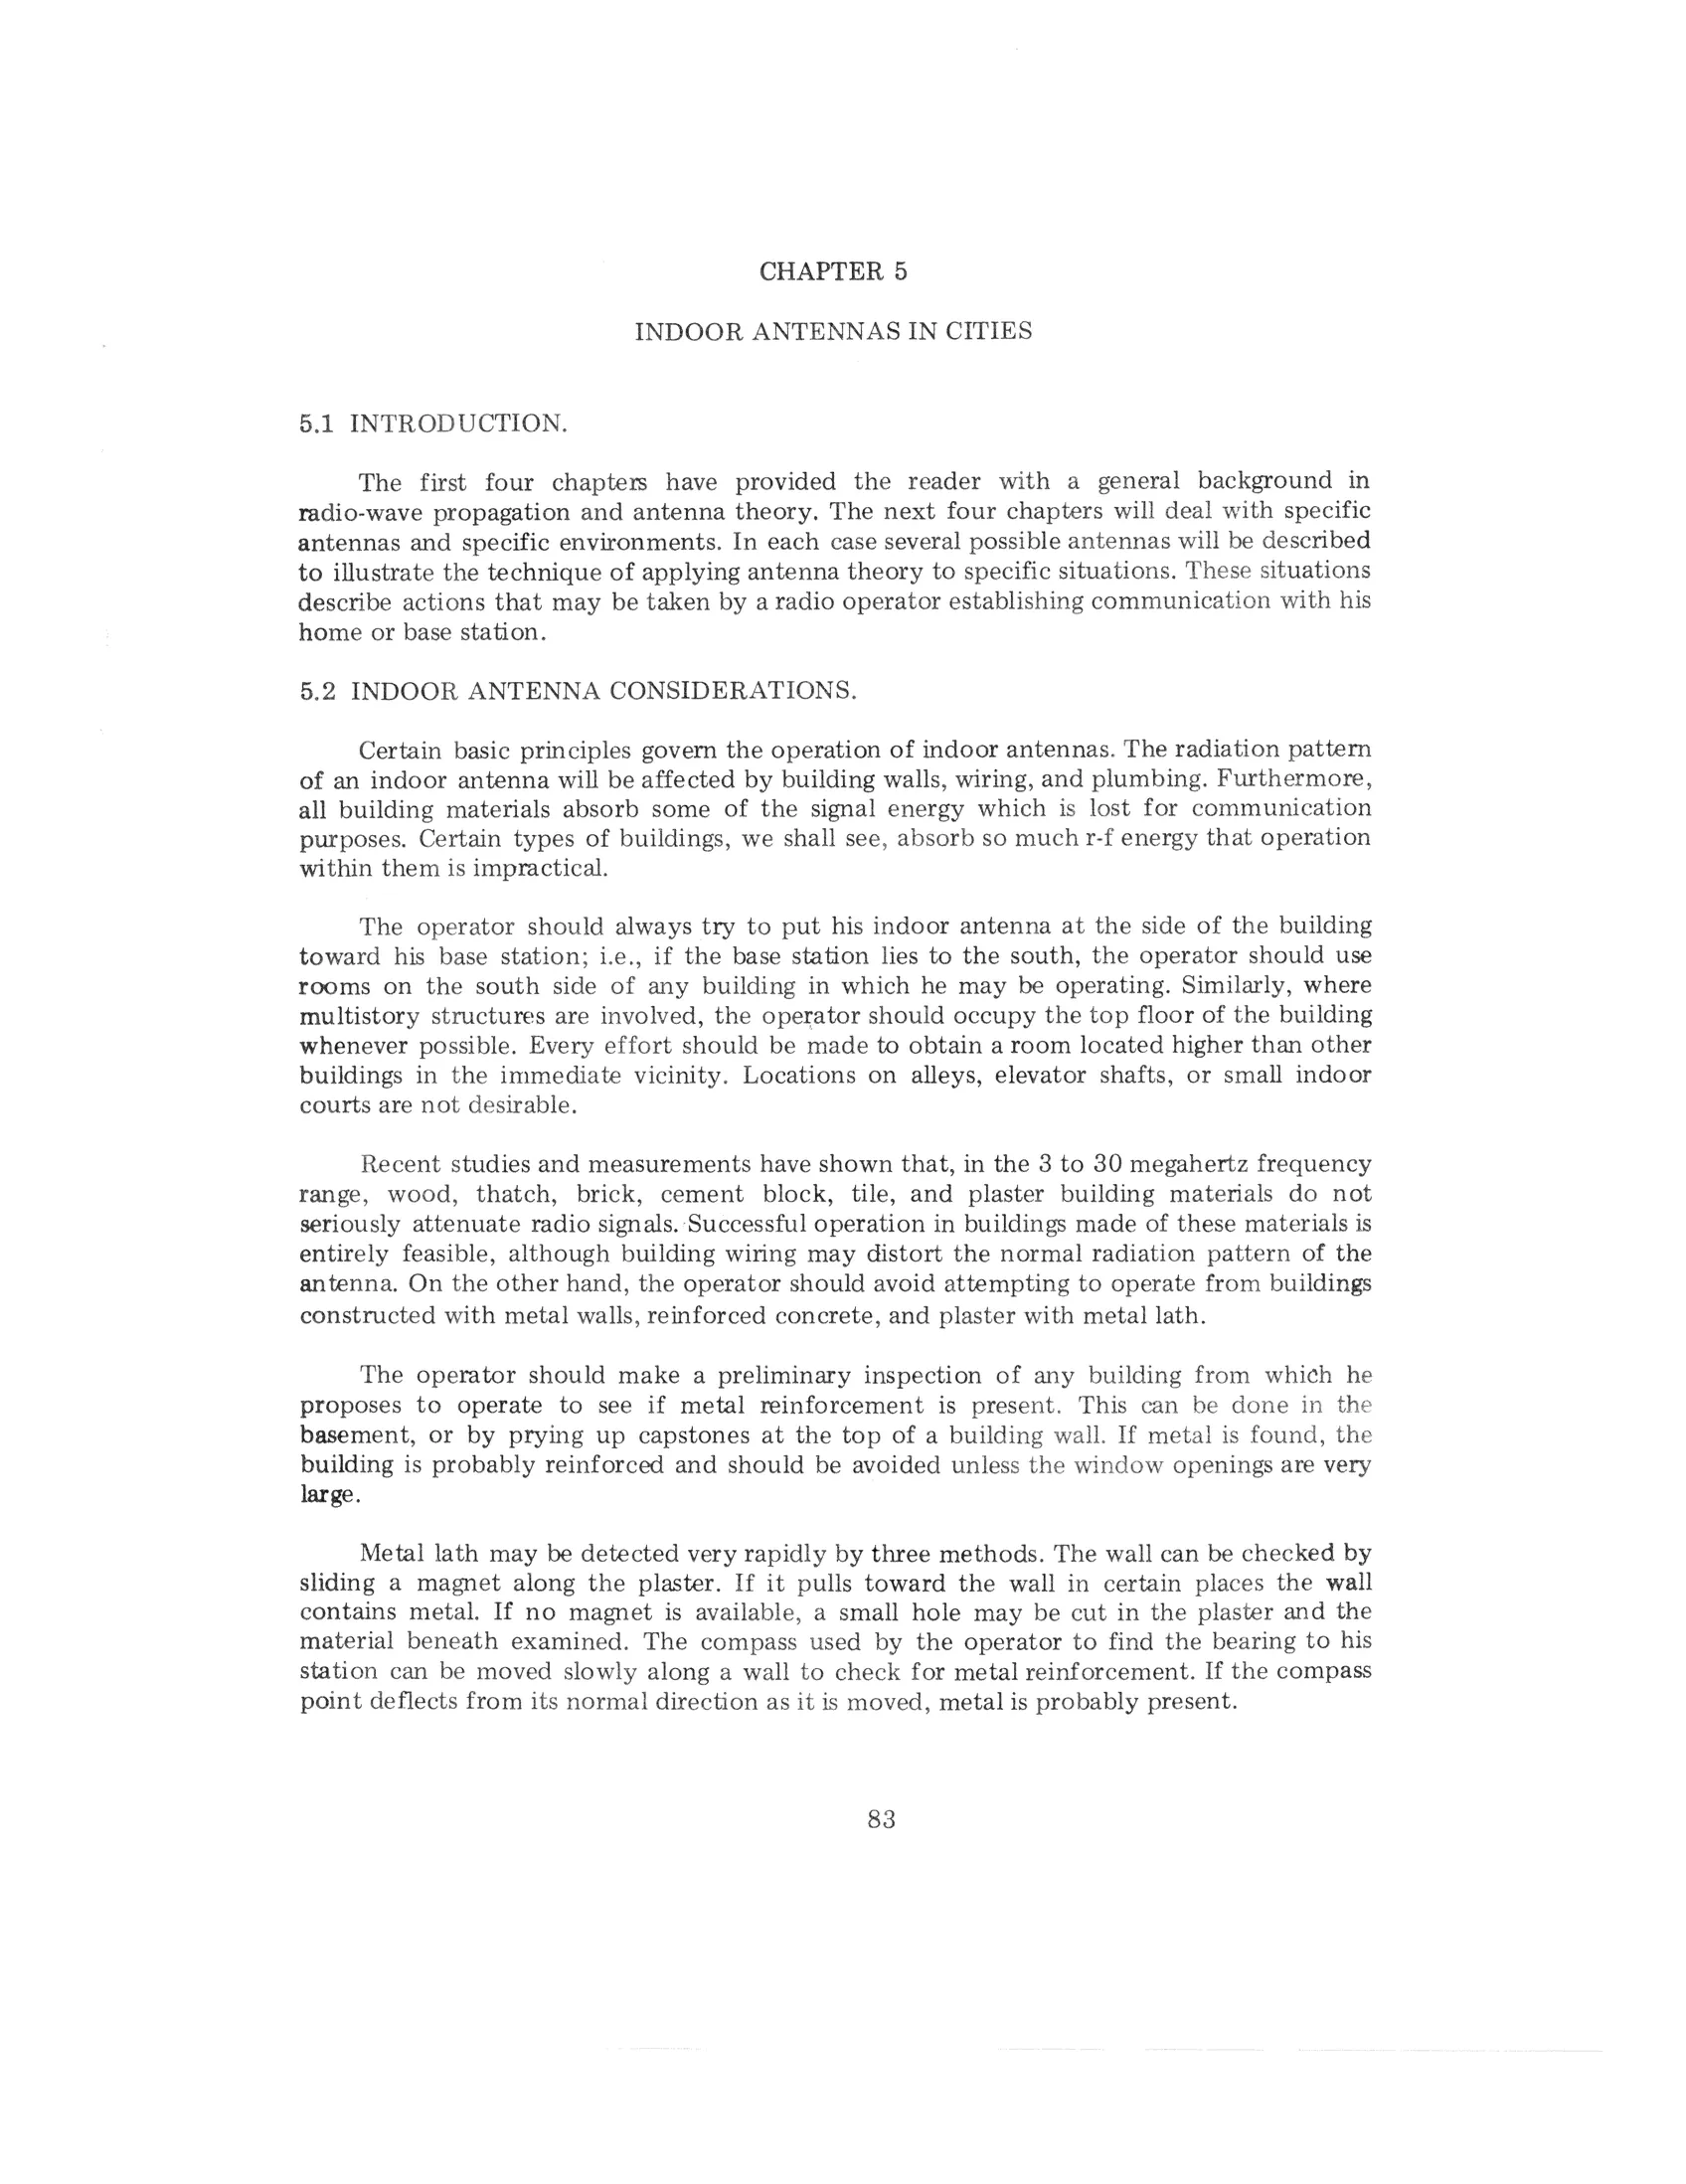 CHAPTER 5
INDOOR ANTENNAS IN CITIES
5.1 INTRODUCTION.
The first four chapters have provided the reader with a general background in
radio-wave propagation and antenna theory. The next four chapters will deal with specific
antennas and specific environments. In each case several possible antennas will be described
to illustrate the technique of applying antenna theory to specific situations. These situations
describe actions that may be taken by a radio operator establishing communication with his
home or base station.
5.2 INDOOR ANTENNA CONSIDERATIONS.
Certain basic principles govern the operation of indoor antennas. The radiation pattern
of an indoor antenna will be affected by building walls, wiring, and plumbing. Furthermore,
all building materials absorb some of the signal energy which is lost for communication
purposes. Certain types of buildings, we shall see, absorb so much r-f energy that operation
within them is impractical.
The operator should always try to put his indoor antenna at the side of the building
toward his base station; i.e., if the base station lies to the south, the operator should use
rooms on the south side of any building in which he may be operating. Similarly, where
multistory structures are involved, the operator should occupy the top floor of the building
whenever possible. Every effort should be made to obtain a room located higher than other
buildings in the immediate vicinity. Locations on alleys, elevator shafts, or small indoor
courts are not desirable.
Recent studies and measurements have shown that, in the 3 to 30 megahertz frequency
range, wood, thatch, brick, cement block, tile, and plaster building materials do not
seriously attenuate radio signals. Successful operation in buildings made of these materials is
entirely feasible, although building wiring may distort the normal radiation pattern of the
antenna. On the other hand, the operator should avoid attempting to operate from buildings
constructed with metal walls, reinforced concrete, and plaster with metal lath.
The operator should make a preliminary inspection of any building from which he
proposes to operate to see if metal reinforcement is present. This can be done in the
basement, or by prying up capstones at the top of a building wall. If metal is found, the
building is probably reinforced and should be avoided unless the window openings are very
large.
Metal lath may be detected very rapidly by three methods. The wall can be checked by
sliding a magnet along the plaster. If it pulls toward the wall in certain places the wall
contains metal. If no magnet is available, a small hole may be cut in the plaster and the
material beneath examined. The compass used by the operator to find the bearing to his
station can be moved slowly along a wall to check for metal reinforcement. If the compass
point deflects from its normal direction as it is moved, metal is probably present.
83